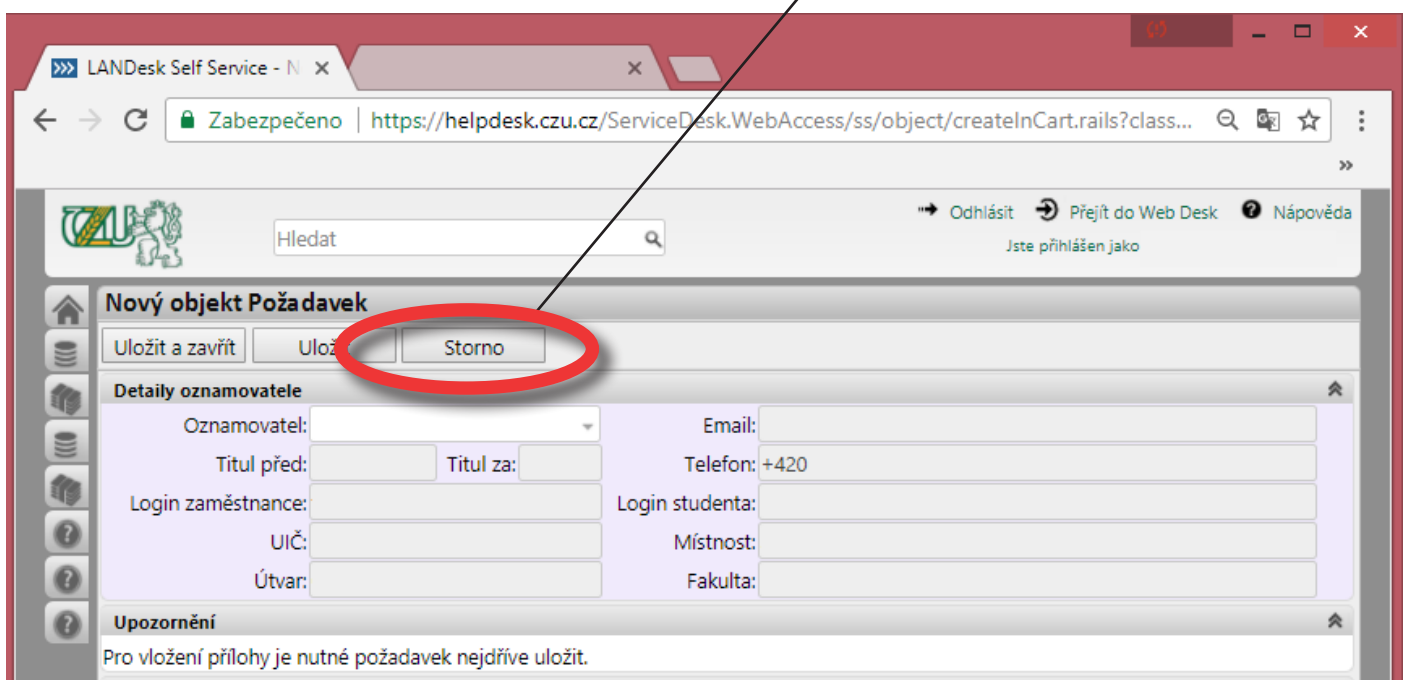 LANDesk Self Service - N
Zabezpečeno | https://helpdesk.czu.cz/ServiceDesk.WebAccess/ss/object/createInCart.rails?class...
»
ČZU
Hledat
Odhlásit Přejít do Web Desk Nápověda
Jste přihlášen jako
Nový objekt Požadavek
Uložit a zavřít Ulož Storno
Detaily oznamovatele
Oznamovatel: Email:
Titul před: Titul za: Telefon: +420
Login zaměstnance: Login studenta:
UIČ: Místnost:
Útvar: Fakulta:
Upozornění
Pro vložení přílohy je nutné požadavek nejdříve uložit.